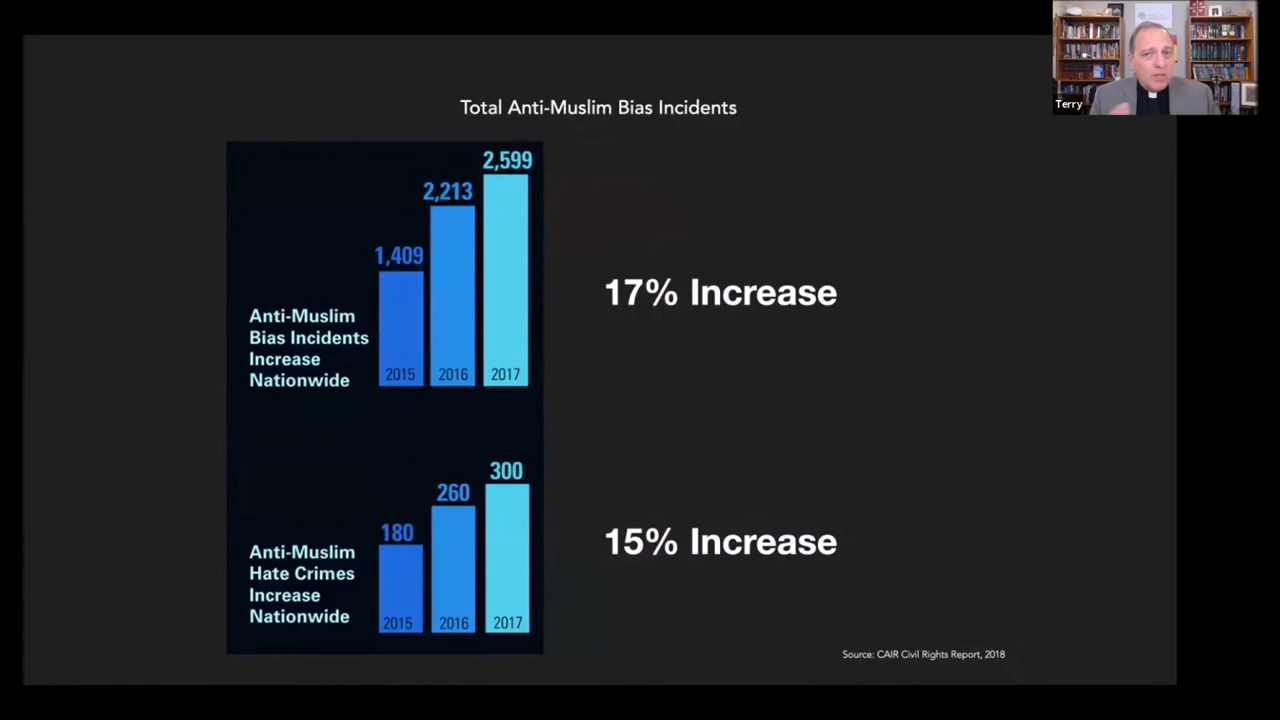 Terry
Total Anti-Muslim Bias Incidents
2,599
2,213
1,409
Anti-Muslim
Bias Incidents
Increase
Nationwide
2015
2016
2017
17% Increase
300
260
180
Anti-Muslim
Hate Crimes
Increase
Nationwide
2015
2016
2017
15% Increase
Source: CAIR Civil Rights Report, 2018